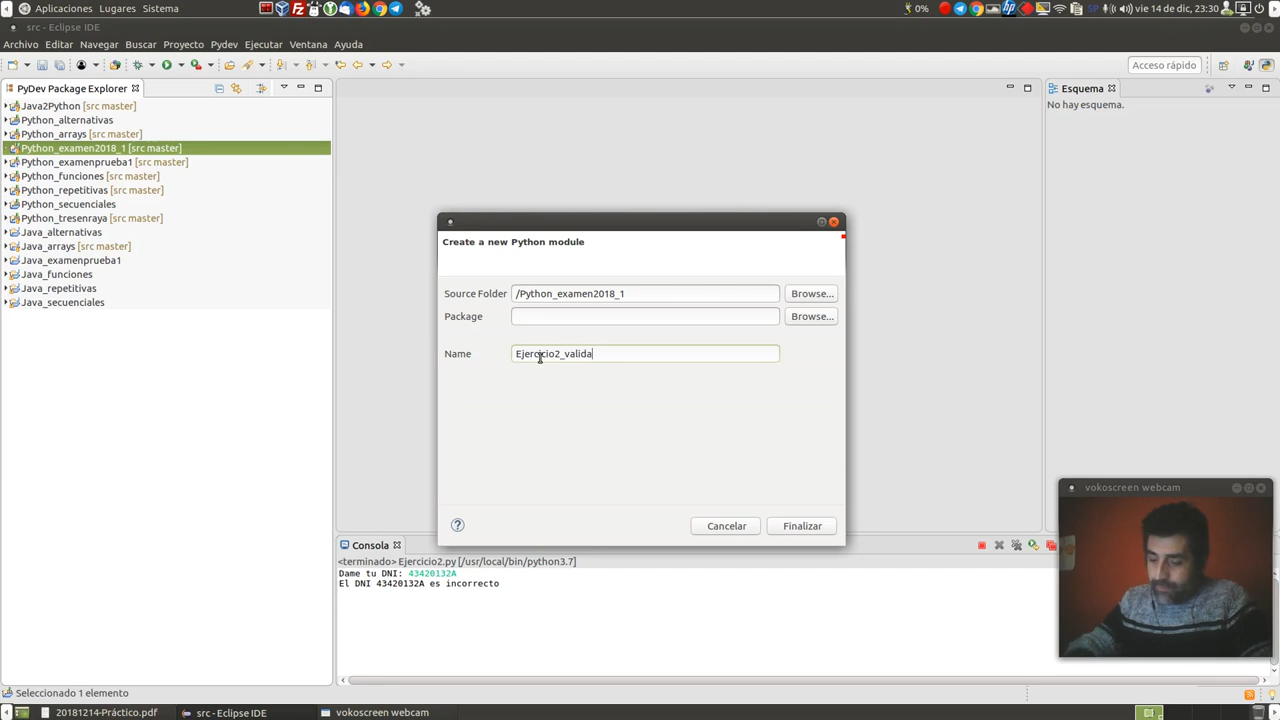 Aplicaciones Lugares Sistema
0%
vie 14 de dic, 23:30
src - Eclipse IDE
Archivo Editar Navegar Buscar Proyecto Pydev Ejecutar Ventana Ayuda
Acceso rápido
PyDev Package Explorer
Esquema
No hay esquema.
Java2Python [src master]
Python_alternativas
Python_arrays [src master]
Python_examen2018_1 [src master]
Python_examenprueba1 [src master]
Python_funciones [src master]
Python_repetitivas [src master]
Python_secuenciales
Python_tresenraya [src master]
Java_alternativas
Java_arrays [src master]
Java_examenprueba1
Java_funciones
Java_repetitivas
Java_secuenciales
Create a new Python module
Source Folder /Python_examen2018_1 Browse...
Package Browse...
Name Ejercicio2_valida
? Cancelar Finalizar
vokoscreen webcam
Consola
<terminado> Ejercicio2.py [/usr/local/bin/python3.7]
Dame tu DNI: 43420132A
El DNI 43420132A es incorrecto
Seleccionado 1 elemento
20181214-Práctico.pdf
src - Eclipse IDE
vokoscreen webcam